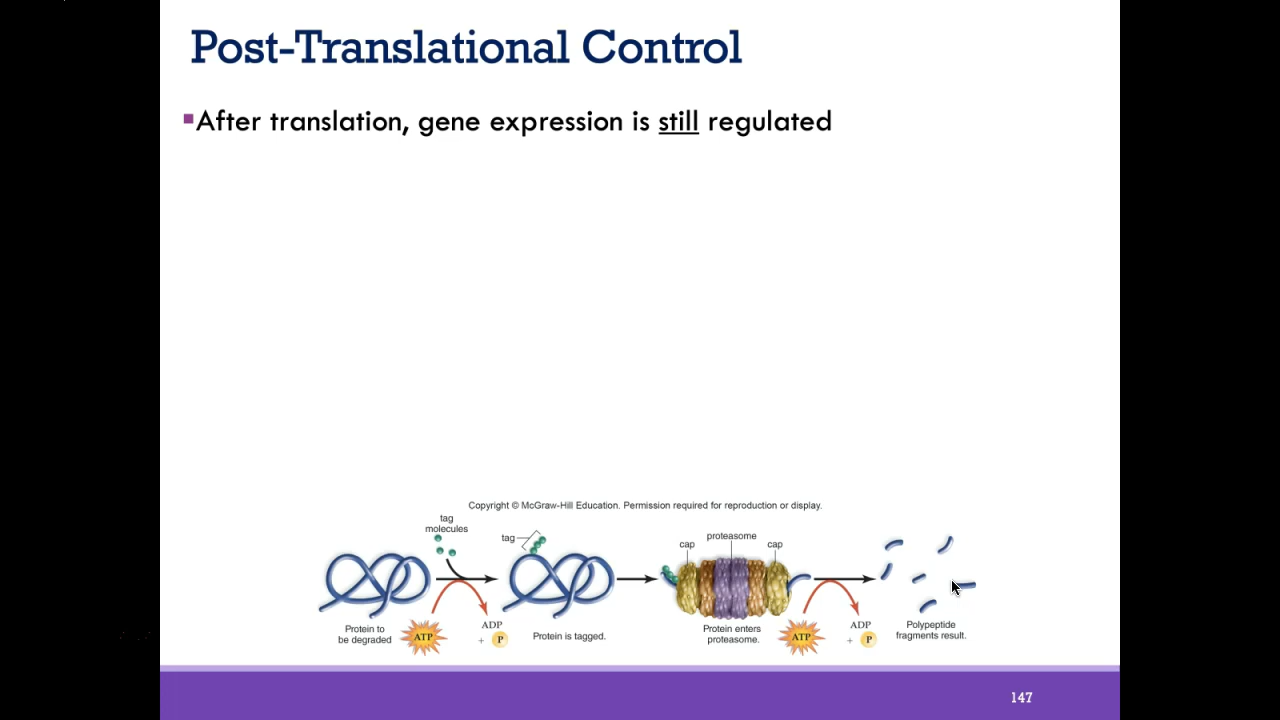 Post-Translational Control
▪After translation, gene expression is still regulated
Copyright © McGraw-Hill Education. Permission required for reproduction or display.
tag
molecules
tag
cap
proteasome
cap
Protein to
be degraded
ATP
ADP
+ P
Protein is tagged.
Protein enters
proteasome.
ATP
ADP
+ P
Polypeptide
fragments result.
147